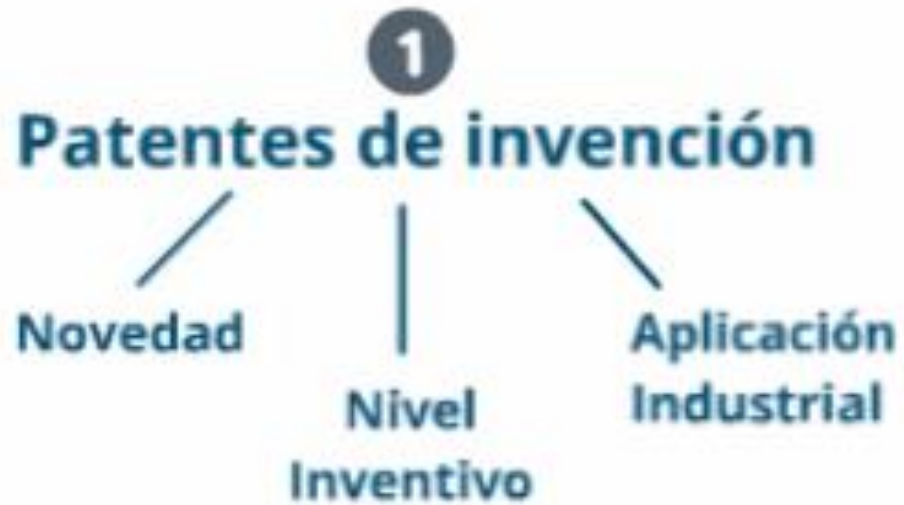 1
Patentes de invención
Novedad
Nivel
Inventivo
Aplicación
Industrial